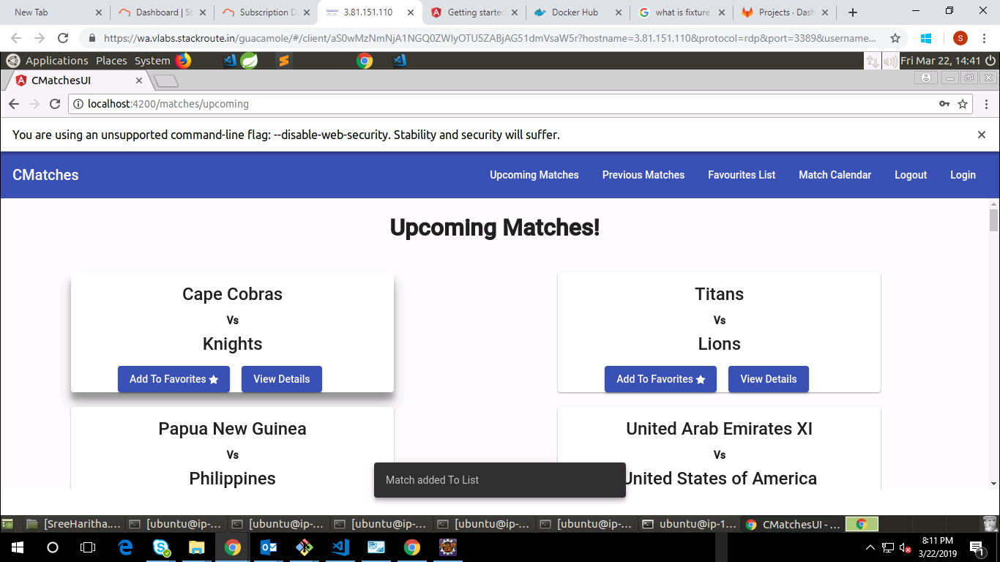 New Tab
Dashboard | St
Subscription D
3.81.151.110
Getting started
Docker Hub
what is fixture
Projects · Dash
https://wa.vlabs.stackroute.in/guacamole/#/client/aS0wMzNmNjA1NGQ0ZWIyOTU5ZABjAG51dmVsaW5r?hostname=3.81.151.110&protocol=rdp&port=3389&username...
S
Applications Places System
Fri Mar 22, 14:41
CMatchesUI
localhost:4200/matches/upcoming
You are using an unsupported command-line flag: --disable-web-security. Stability and security will suffer.
CMatches
Upcoming Matches
Previous Matches
Favourites List
Match Calendar
Logout
Login
Upcoming Matches!
Cape Cobras
Vs
Knights
Add To Favorites
View Details
Titans
Vs
Lions
Add To Favorites
View Details
Papua New Guinea
Vs
Philippines
United Arab Emirates XI
Vs
United States of America
Match added To List
[SreeHaritha....
[ubuntu@ip-...
[ubuntu@ip-...
[ubuntu@ip-...
[ubuntu@ip-...
[ubuntu@ip-...
ubuntu@ip-1...
CMatchesUI - ...
8:11 PM
3/22/2019
1